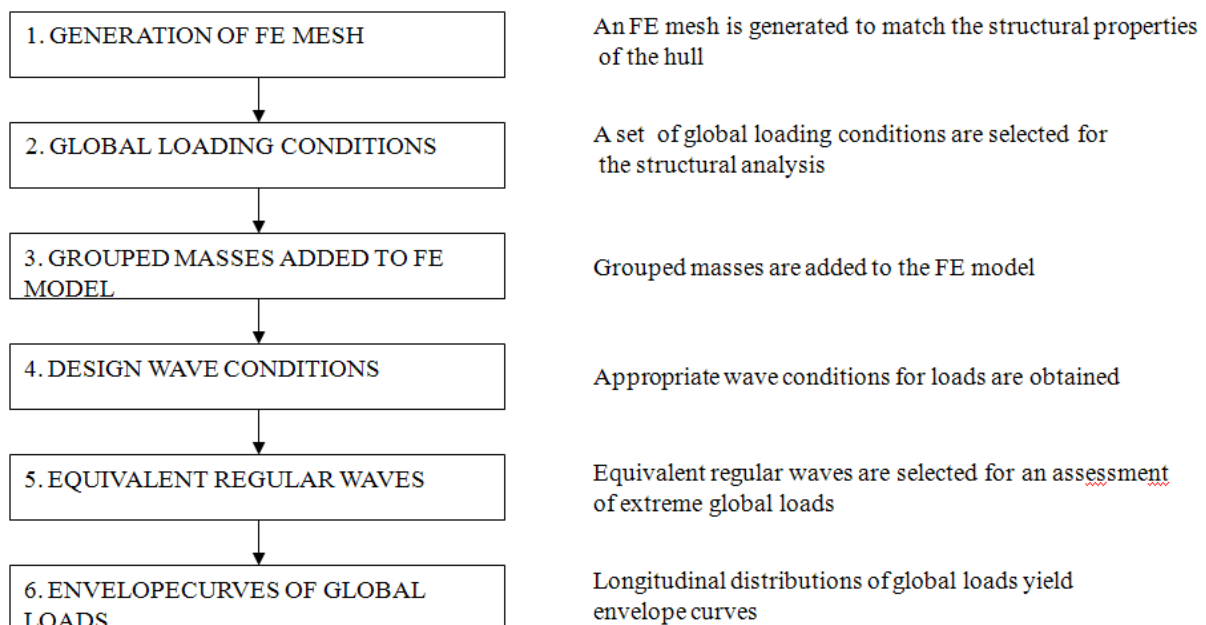 1. GENERATION OF FE MESH
An FE mesh is generated to match the structural properties
of the hull
2. GLOBAL LOADING CONDITIONS
A set of global loading conditions are selected for
the structural analysis
3. GROUPED MASSES ADDED TO FE
MODEL
Grouped masses are added to the FE model
4. DESIGN WAVE CONDITIONS
Appropriate wave conditions for loads are obtained
5. EQUIVALENT REGULAR WAVES
Equivalent regular waves are selected for an assessment
of extreme global loads
6. ENVELOPECURVES OF GLOBAL
LOADS
Longitudinal distributions of global loads yield
envelope curves